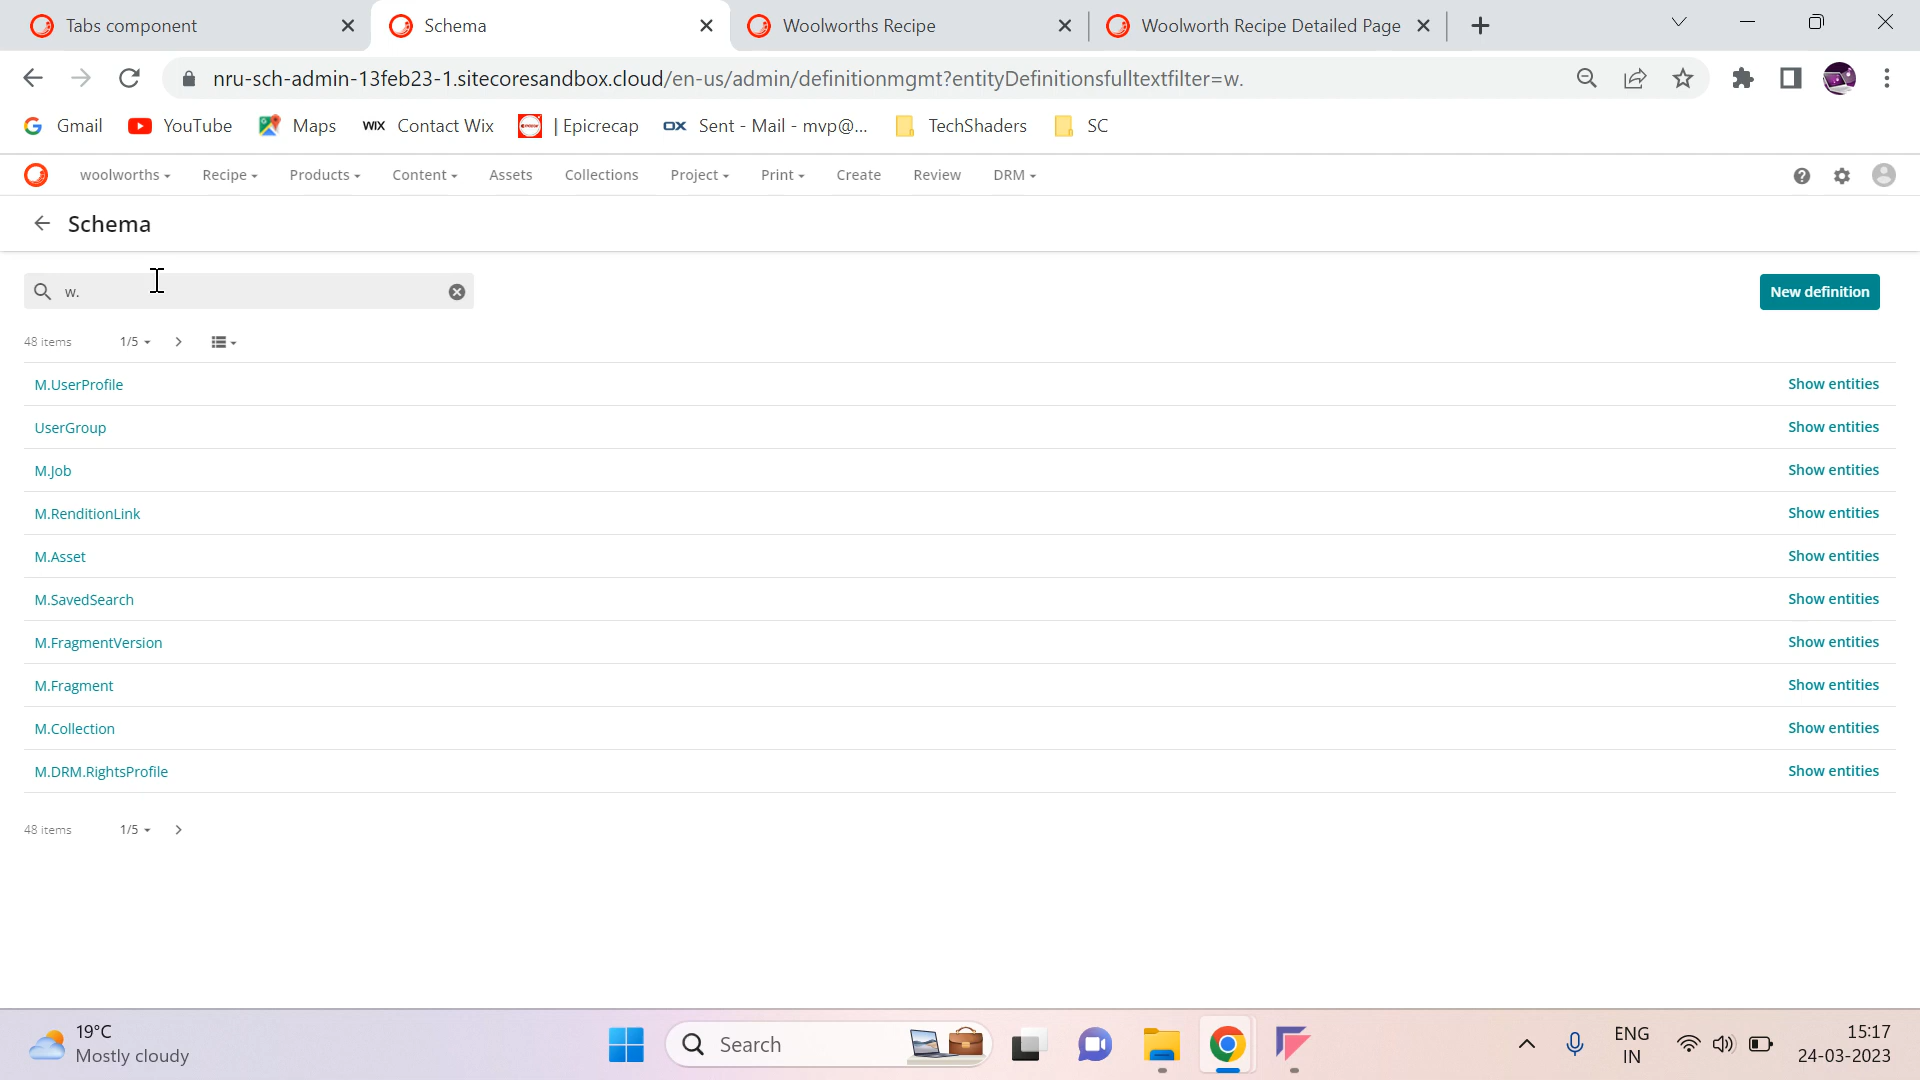 Tabs component
Schema
Woolworths Recipe
Woolworth Recipe Detailed Page
nru-sch-admin-13feb23-1.sitecoresandbox.cloud/en-us/admin/definitionmgmt?entityDefinitionsfulltextfilter=w.
Gmail
YouTube
Maps
WIX Contact Wix
| Epicrecap
OX Sent - Mail - mvp@...
TechShaders
SC
woolworths
Recipe
Products
Content
Assets
Collections
Project
Print
Create
Review
DRM
Schema
w.
New definition
48 items 1/5
M.UserProfile Show entities
UserGroup Show entities
M.Job Show entities
M.RenditionLink Show entities
M.Asset Show entities
M.SavedSearch Show entities
M.FragmentVersion Show entities
M.Fragment Show entities
M.Collection Show entities
M.DRM.RightsProfile Show entities
48 items 1/5
19°C
Mostly cloudy
Search
ENG
IN
15:17
24-03-2023